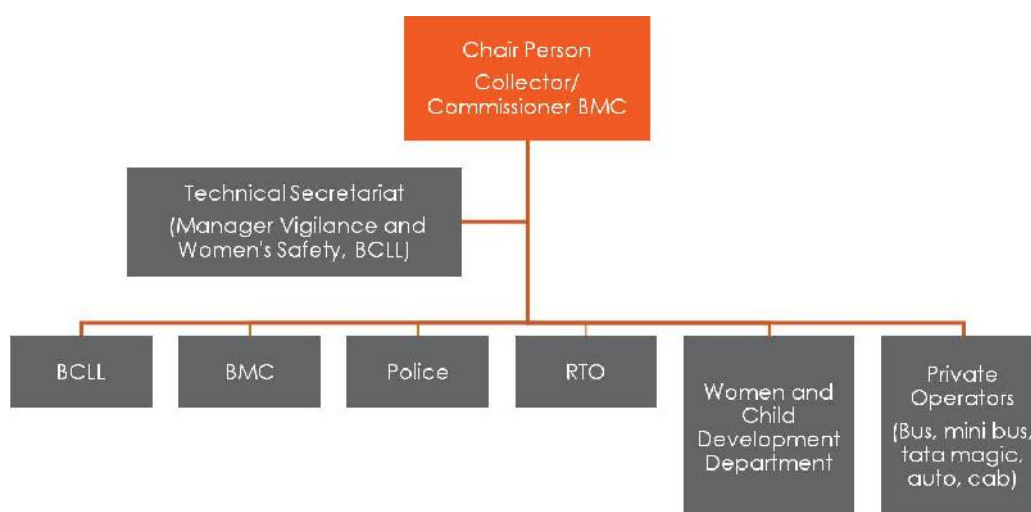 Chair Person
Collector/
Commissioner BMC
Technical Secretariat
(Manager Vigilance and
Women's Safety, BCLL)
BCLL
BMC
Police
RTO
Women and
Child
Development
Department
Private
Operators
(Bus, mini bus,
tata magic,
auto, cab)